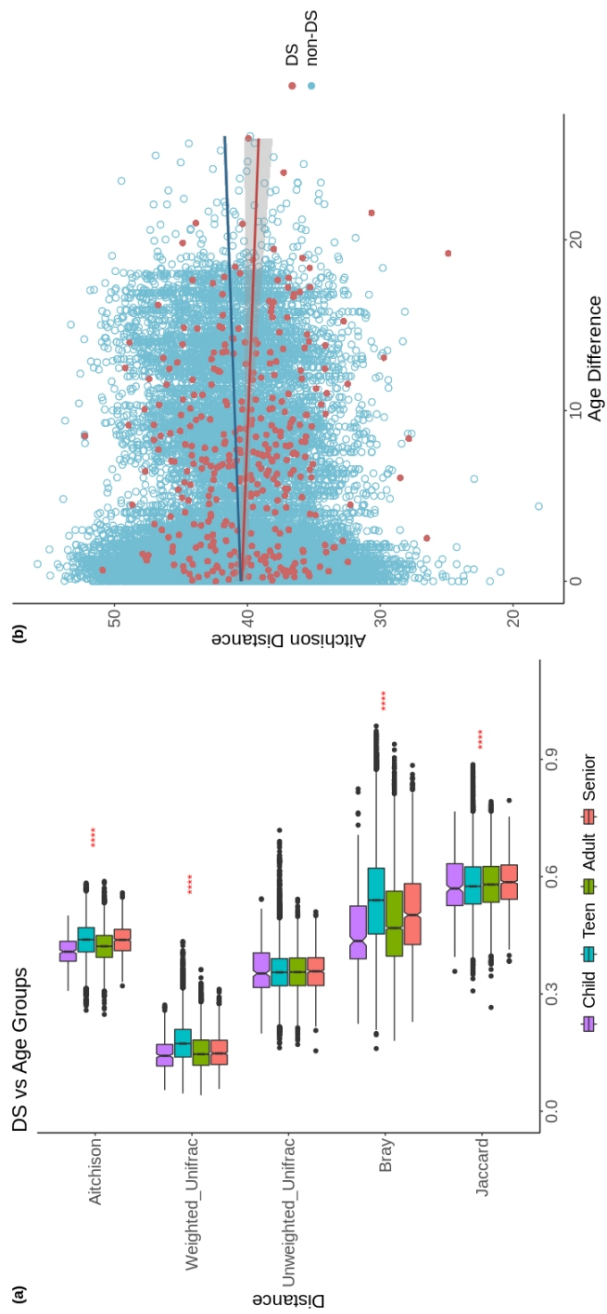 (a)
DS vs Age Groups
Distance
Aitchison
Weighted_Unifrac
Unweighted_Unifrac
Bray
Jaccard
****
****
****
****
0.0
0.3
0.6
0.9
Child
Teen
Adult
Senior
(b)
Aitchison Distance
50
40
30
20
0
10
20
Age Difference
DS
non-DS